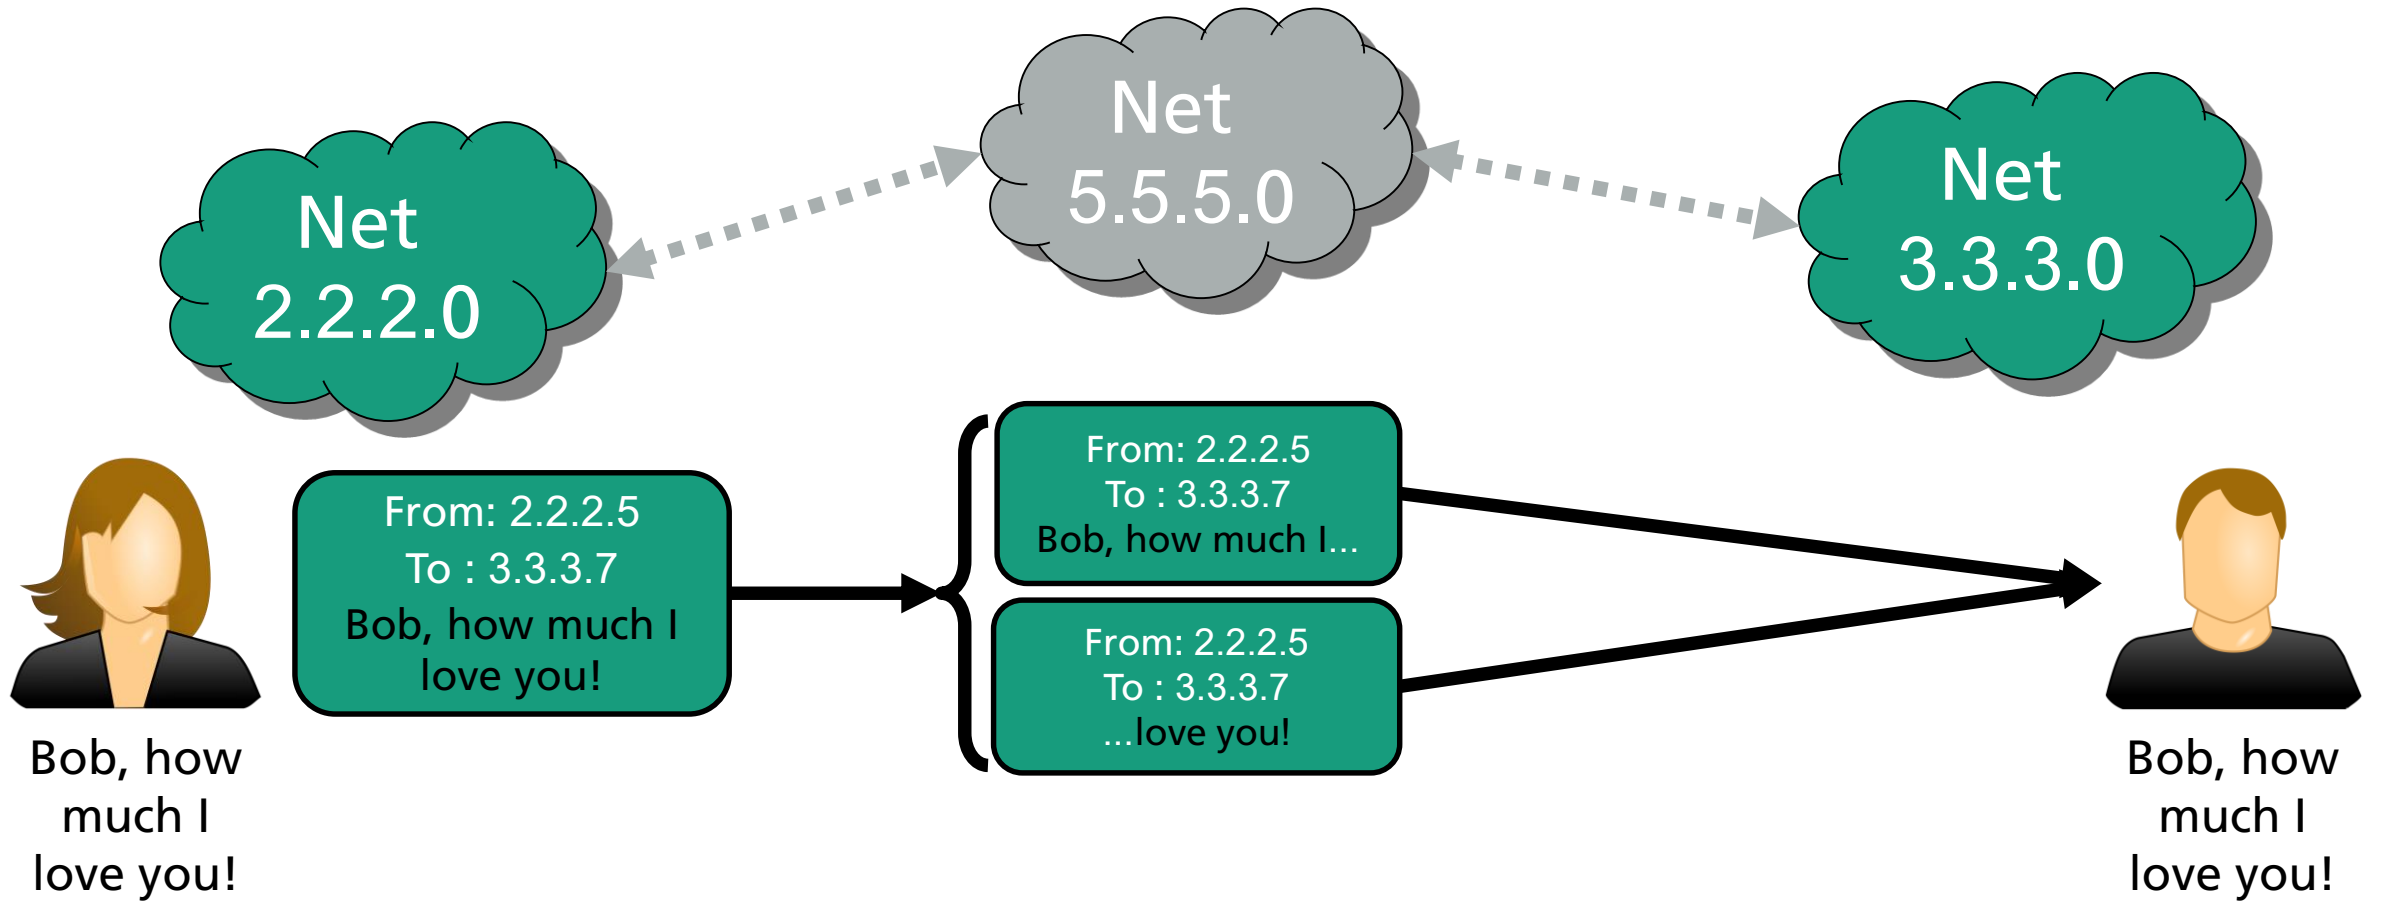 Net
5.5.5.0
Net
3.3.3.0
Net
2.2.2.0
From: 2.2.2.5
To : 3.3.3.7
Bob, how much I
love you!
From: 2.2.2.5
To : 3.3.3.7
Bob, how much I...
From: 2.2.2.5
To : 3.3.3.7
...love you!
Bob, how
much I
love you!
Bob, how
much I
love you!